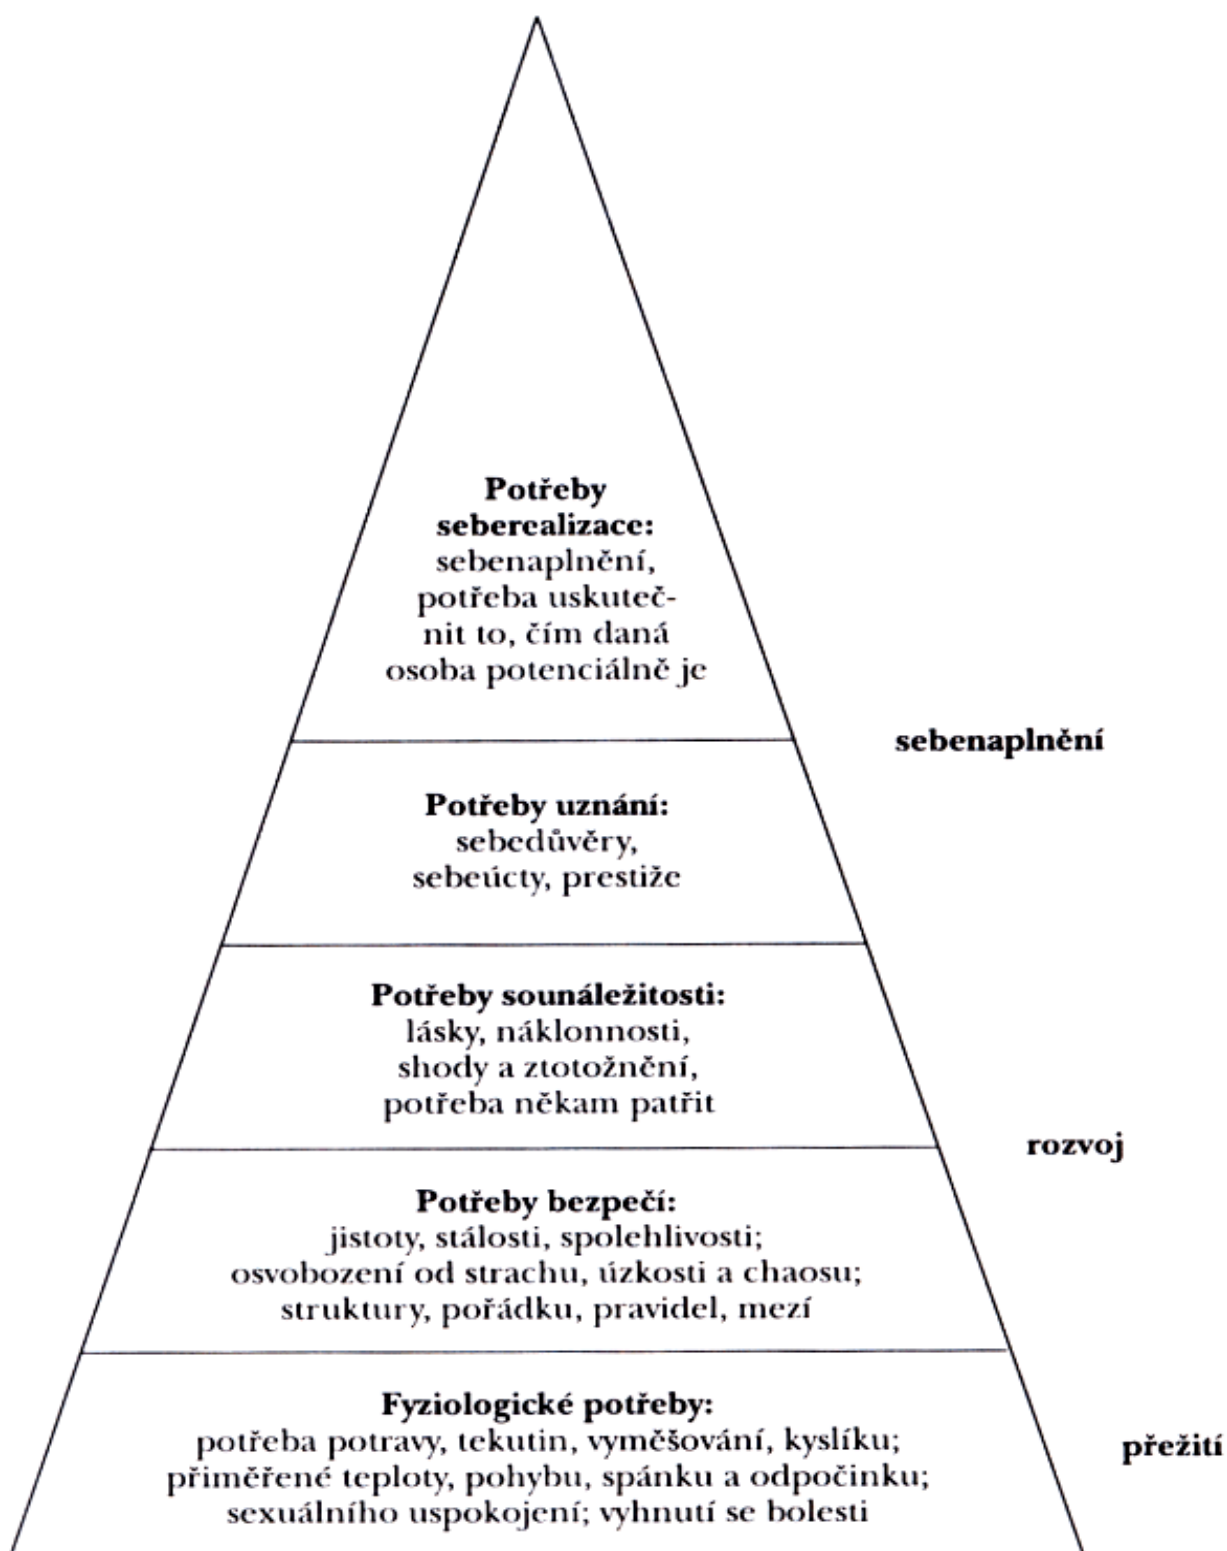 Potřeby
seberealizace:
sebenaplnění,
potřeba uskuteč-
nit to, čím daná
osoba potenciálně je
sebenaplnění
Potřeby uznání:
sebedůvěry,
sebeúcty, prestiže
Potřeby sounáležitosti:
lásky, náklonnosti,
shody a ztotožnění,
potřeba někam patřit
rozvoj
Potřeby bezpečí:
jistoty, stálosti, spolehlivosti;
osvobození od strachu, úzkosti a chaosu;
struktury, pořádku, pravidel, mezí
Fyziologické potřeby:
potřeba potravy, tekutin, vyměšování, kyslíku;
přežití
přiměřené teploty, pohybu, spánku a odpočinku;
sexuálního uspokojení; vyhnutí se bolesti